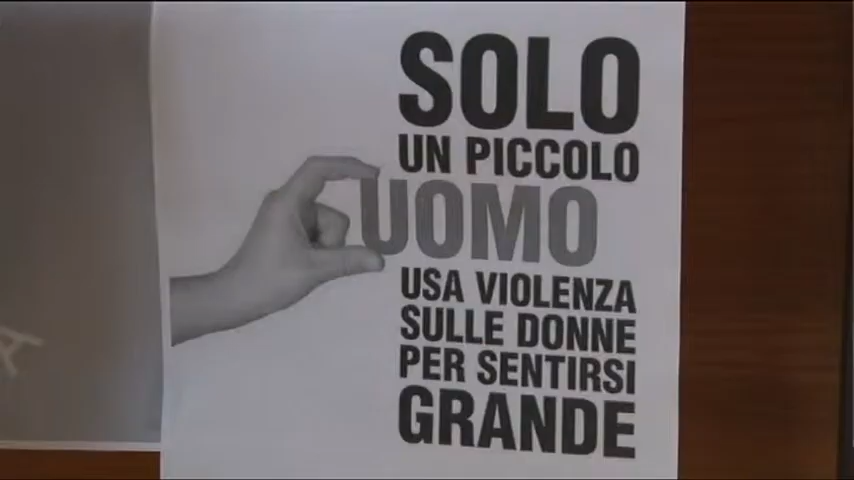 SOLO
UN PICCOLO
UOMO
USA VIOLENZA
SULLE DONNE
PER SENTIRSI
GRANDE